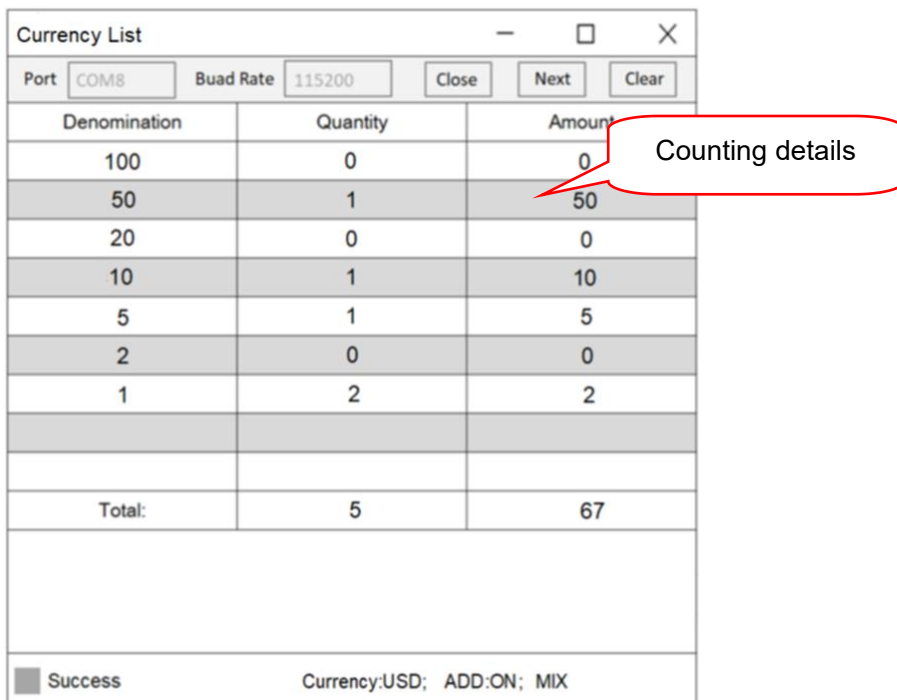 Currency List
Port COM8 Buad Rate 115200 Close Next Clear
Denomination Quantity Amount
Counting details
100 0 0
50 1 50
20 0 0
10 1 10
5 1 5
2 0 0
1 2 2
Total: 5 67
Success Currency:USD; ADD:ON; MIX